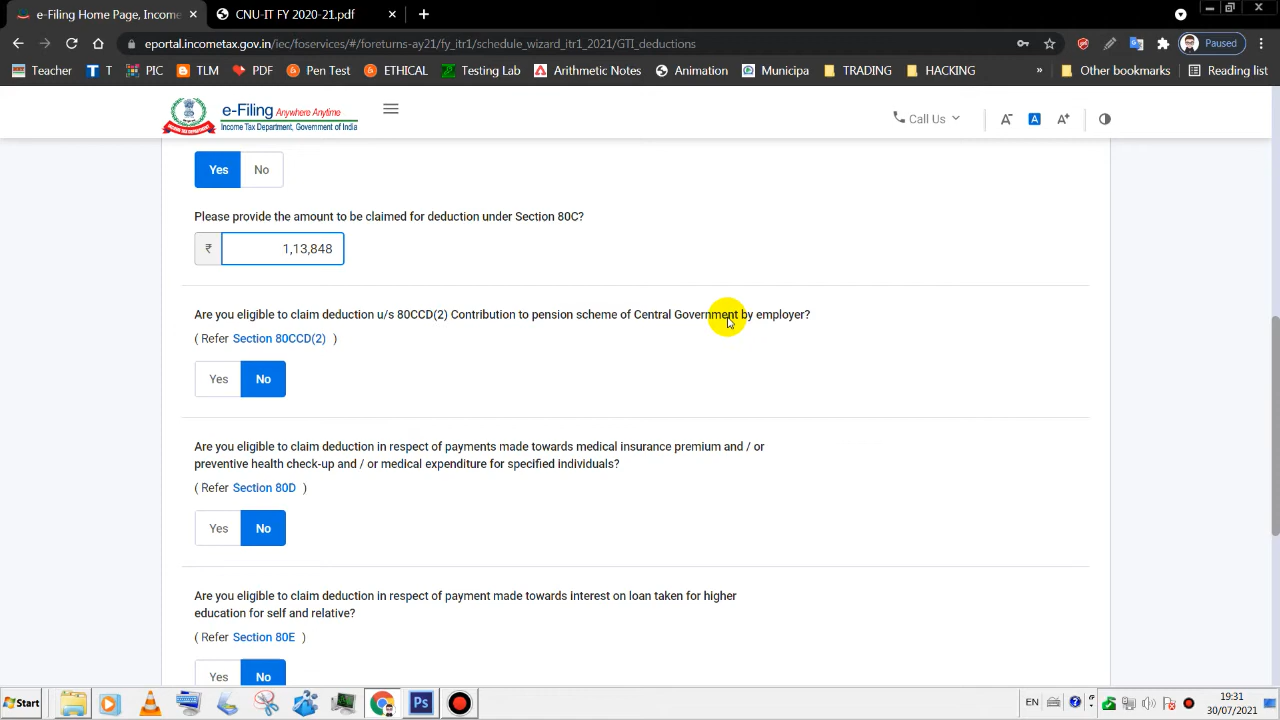 e-Filing Home Page, Income
CNU-IT FY 2020-21.pdf
eportal.incometax.gov.in/iec/foservices/#/foreturns-ay21/fy_itr1/schedule_wizard_itr1_2021/GTI_deductions
Paused
Teacher
T
PIC
TLM
PDF
Pen Test
ETHICAL
Testing Lab
Arithmetic Notes
Animation
Municipa
TRADING
HACKING
»
Other bookmarks
Reading list
e-Filing Anywhere Anytime
Income Tax Department, Government of India
Call Us
A-
A
A+
Yes
No
Please provide the amount to be claimed for deduction under Section 80C?
₹ 1,13,848
Are you eligible to claim deduction u/s 80CCD(2) Contribution to pension scheme of Central Government by employer?
( Refer Section 80CCD(2) )
Yes
No
Are you eligible to claim deduction in respect of payments made towards medical insurance premium and / or
preventive health check-up and / or medical expenditure for specified individuals?
( Refer Section 80D )
Yes
No
Are you eligible to claim deduction in respect of payment made towards interest on loan taken for higher
education for self and relative?
( Refer Section 80E )
Yes
No
Start
Ps
EN
19:31
30/07/2021